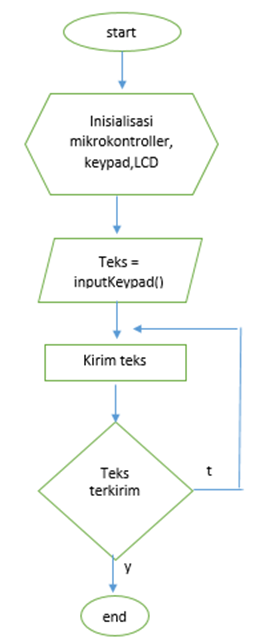 start
Inisialisasi
mikrokontroller,
keypad,LCD
Teks =
inputKeypad()
Kirim teks
Teks
terkirim
t
y
end